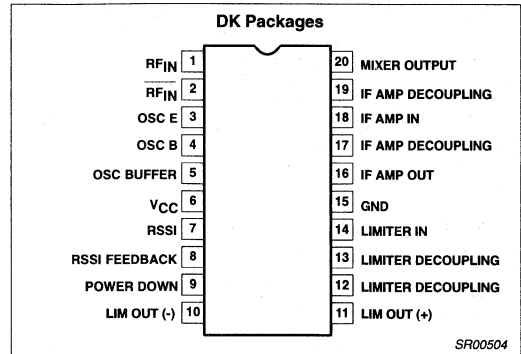 DK Packages
RFIN 1 20 MIXER OUTPUT
RFIN 2 19 IF AMP DECOUPLING
OSC E 3 18 IF AMP IN
OSC B 4 17 IF AMP DECOUPLING
OSC BUFFER 5 16 IF AMP OUT
VCC 6 15 GND
RSSI 7 14 LIMITER IN
RSSI FEEDBACK 8 13 LIMITER DECOUPLING
POWER DOWN 9 12 LIMITER DECOUPLING
LIM OUT (-) 10 11 LIM OUT (+)
SR00504